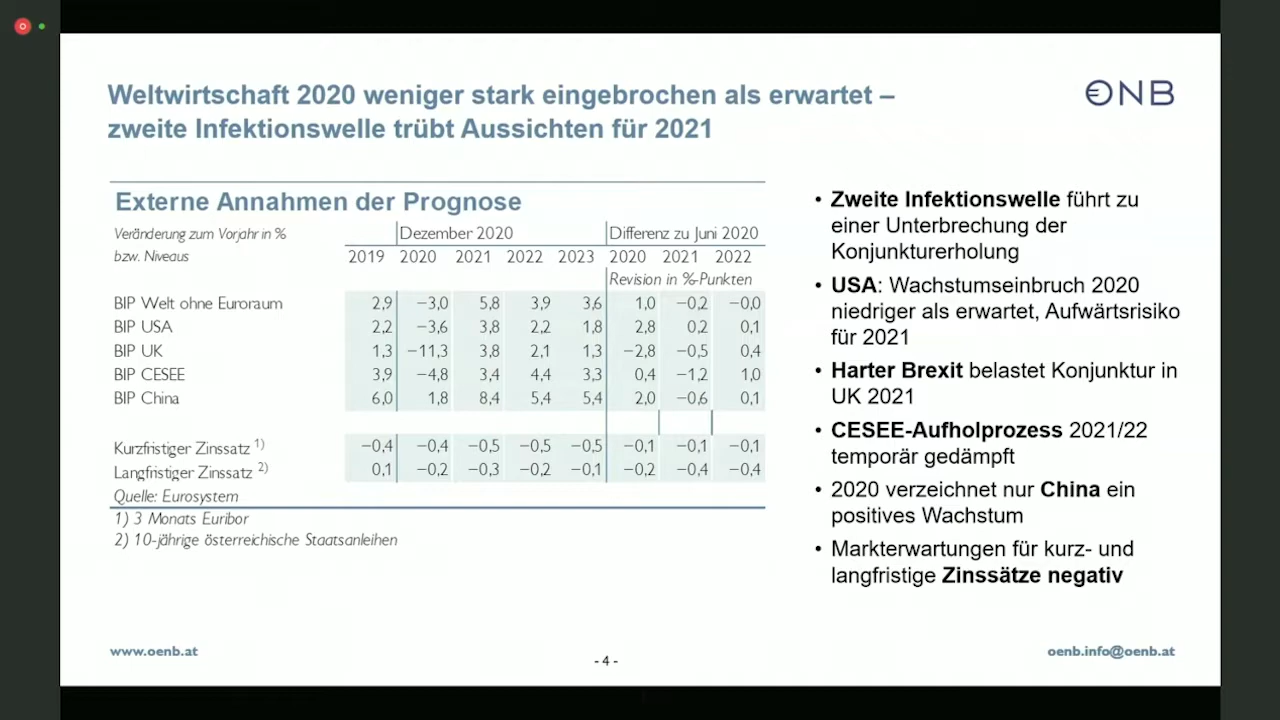 Weltwirtschaft 2020 weniger stark eingebrochen als erwartet –
zweite Infektionswelle trübt Aussichten für 2021
€NB
Externe Annahmen der Prognose
Veränderung zum Vorjahr in % Dezember 2020 Differenz zu Juni 2020
bzw. Niveaus 2019 2020 2021 2022 2023 2020 2021 2022
Revision in %-Punkten
BIP Welt ohne Euroraum 2,9 −3,0 5,8 3,9 3,6 1,0 −0,2 −0,0
BIP USA 2,2 −3,6 3,8 2,2 1,8 2,8 0,2 0,1
BIP UK 1,3 −11,3 3,8 2,1 1,3 −2,8 −0,5 0,4
BIP CESEE 3,9 −4,8 3,4 4,4 3,3 0,4 −1,2 1,0
BIP China 6,0 1,8 8,4 5,4 5,4 2,0 −0,6 0,1
Kurzfristiger Zinssatz 1) −0,4 −0,4 −0,5 −0,5 −0,5 −0,1 −0,1 −0,1
Langfristiger Zinssatz 2) 0,1 −0,2 −0,3 −0,2 −0,1 −0,2 −0,4 −0,4
Quelle: Eurosystem
1) 3 Monats Euribor
2) 10-jährige österreichische Staatsanleihen
• Zweite Infektionswelle führt zu
einer Unterbrechung der
Konjunkturerholung
• USA: Wachstumseinbruch 2020
niedriger als erwartet, Aufwärtsrisiko
für 2021
• Harter Brexit belastet Konjunktur in
UK 2021
• CESEE-Aufholprozess 2021/22
temporär gedämpft
• 2020 verzeichnet nur China ein
positives Wachstum
• Markterwartungen für kurz- und
langfristige Zinssätze negativ
www.oenb.at
- 4 -
oenb.info@oenb.at